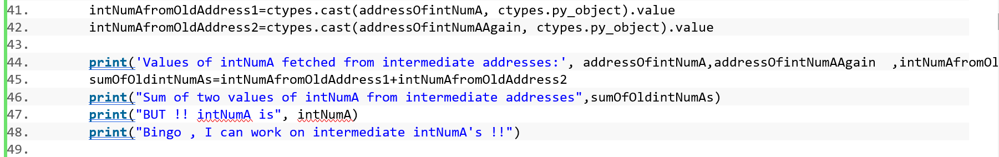 41. intNumAfromOldAddress1=ctypes.cast(addressOfintNumA, ctypes.py_object).value
42. intNumAfromOldAddress2=ctypes.cast(addressOfintNumAAgain, ctypes.py_object).value
43.
44. print('Values of intNumA fetched from intermediate addresses:', addressOfintNumA,addressOfintNumAAgain  ,intNumAfromOl
45. sumOfOldintNumAs=intNumAfromOldAddress1+intNumAfromOldAddress2
46. print("Sum of two values of intNumA from intermediate addresses",sumOfOldintNumAs)
47. print("BUT !! intNumA is", intNumA)
48. print("Bingo , I can work on intermediate intNumA's !!")
49.